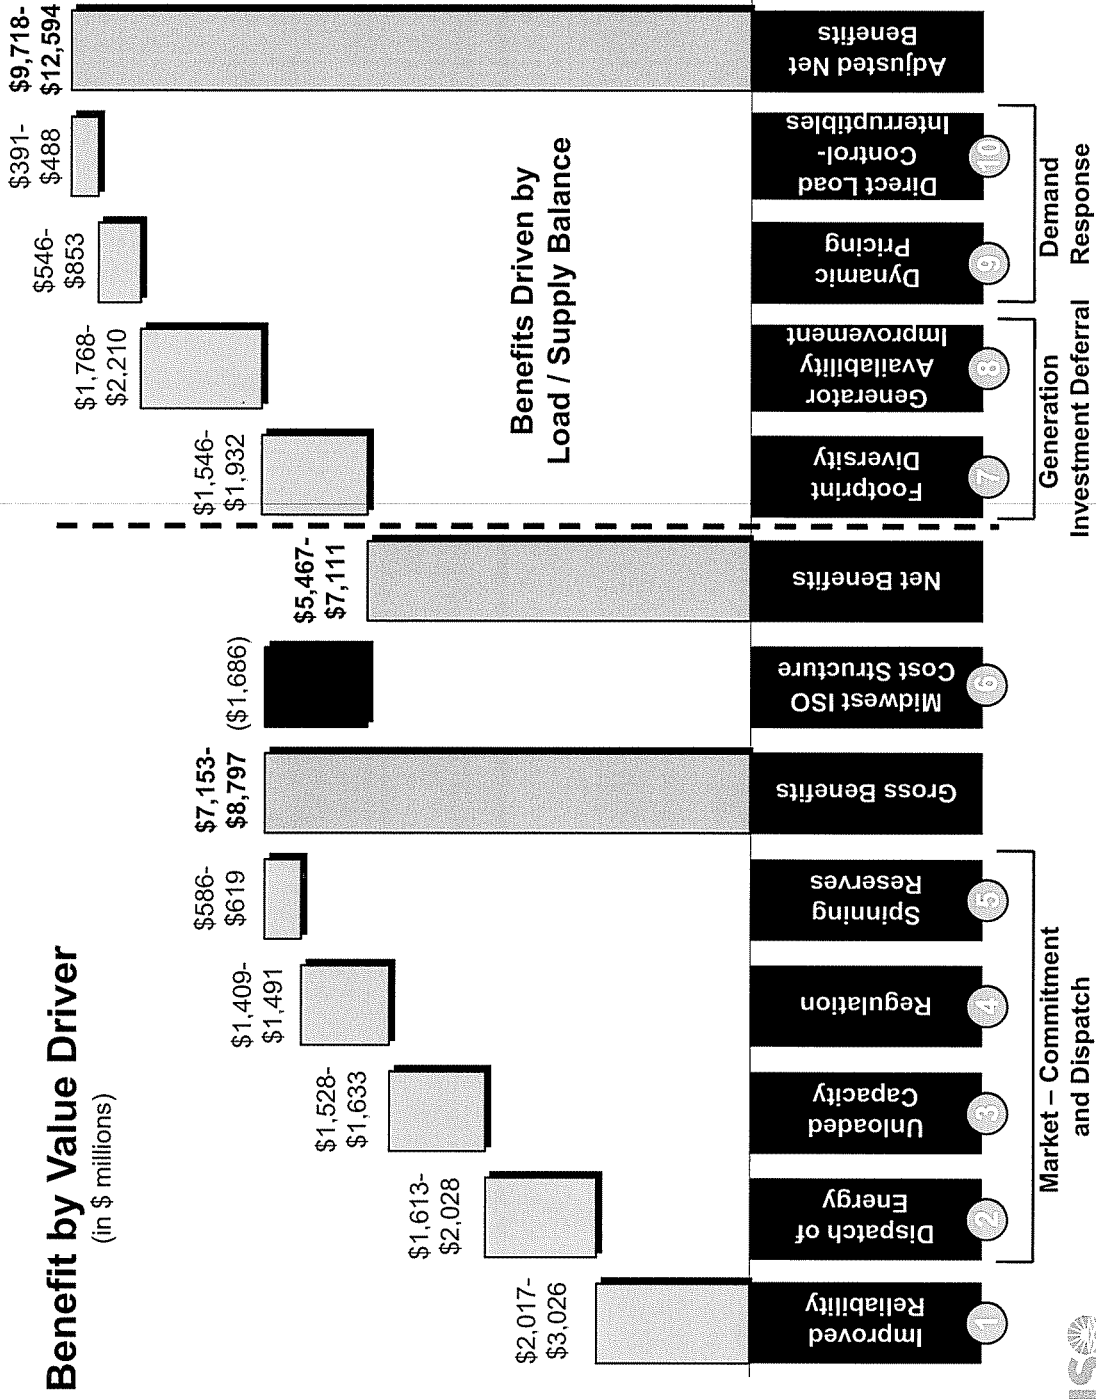 Benefit by Value Driver
(in $ millions)
$2,017-
$3,026
$1,613-
$2,028
$1,528-
$1,633
$1,409-
$1,491
$586-
$619
$7,153-
$8,797
($1,686)
$5,467-
$7,111
$1,546-
$1,932
$1,768-
$2,210
$546-
$853
$391-
$488
$9,718-
$12,594
Benefits Driven by
Load / Supply Balance
Improved
Reliability
1
Dispatch of
Energy
2
Unloaded
Capacity
3
Regulation
4
Spinning
Reserves
5
Gross Benefits
Midwest ISO
Cost Structure
6
Net Benefits
Footprint
Diversity
7
Generator
Availability
Improvement
8
Dynamic
Pricing
9
Direct Load
Control-
Interruptibles
10
Adjusted Net
Benefits
Market – Commitment
and Dispatch
Generation
Investment Deferral
Demand
Response